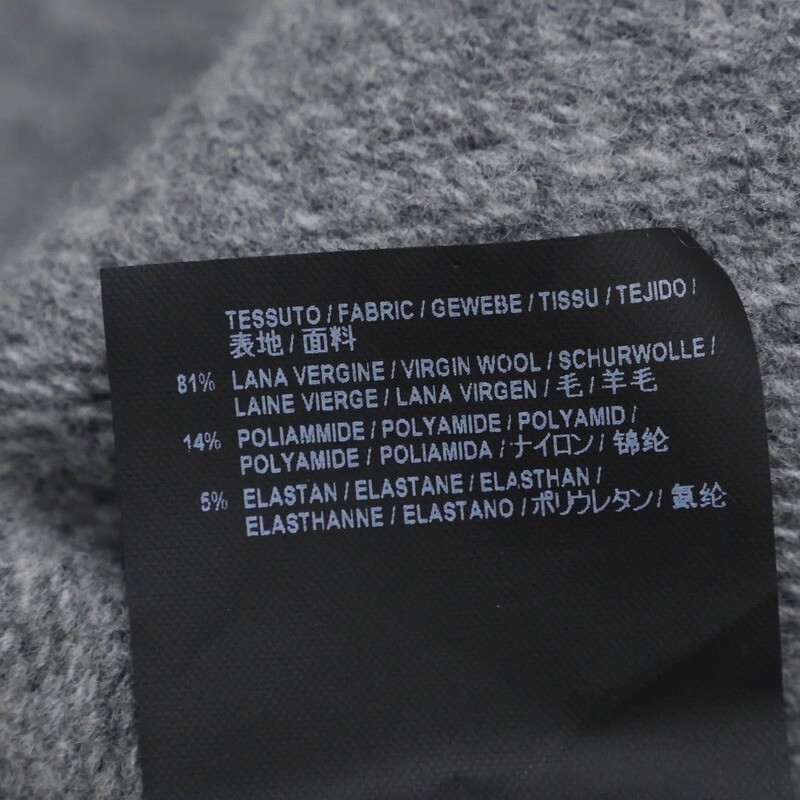 TESSUTO / FABRIC / GEWEBE / TISSU / TEJIDO /
表地 / 面料
81% LANA VERGINE / VIRGIN WOOL / SCHURWOLLE /
LAINE VIERGE / LANA VIRGEN / 毛 / 羊毛
14% POLIAMMIDE / POLYAMIDE / POLYAMID /
POLYAMIDE / POLIAMIDA / ナイロン / 锦纶
5% ELASTAN / ELASTANE / ELASTHAN /
ELASTHANNE / ELASTANO / ポリウレタン / 氨纶